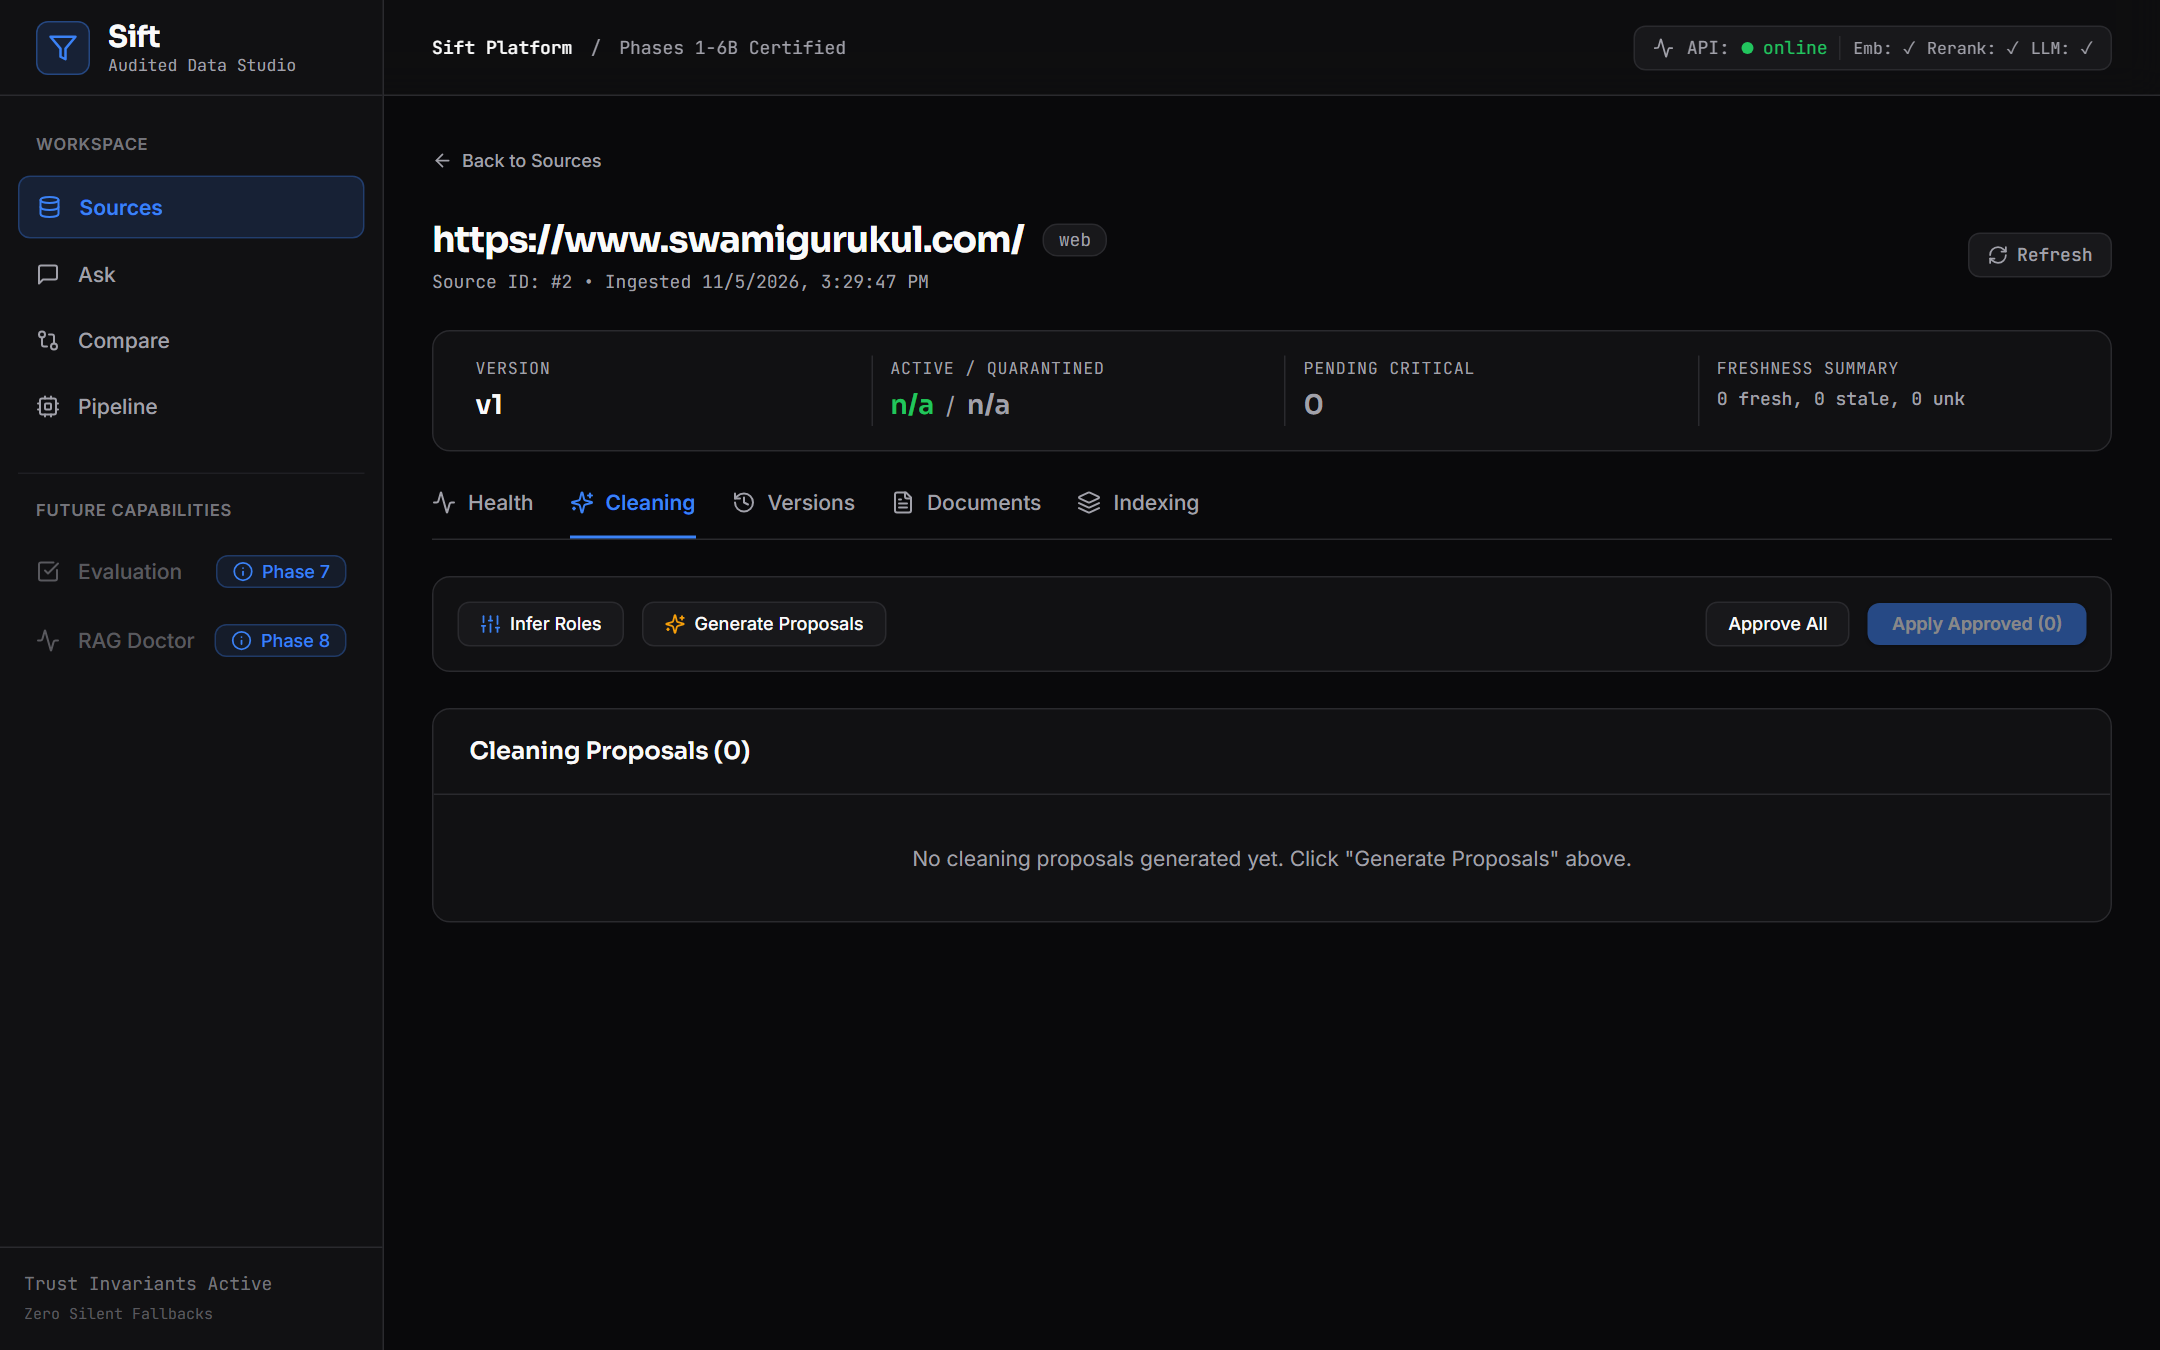 Sift
Audited Data Studio
Sift Platform / Phases 1-6B Certified
API: online Emb: ✓ Rerank: ✓ LLM: ✓
WORKSPACE
Sources
Ask
Compare
Pipeline
FUTURE CAPABILITIES
Evaluation Phase 7
RAG Doctor Phase 8
Trust Invariants Active
Zero Silent Fallbacks
Back to Sources
https://www.swamigurukul.com/ web
Source ID: #2 • Ingested 11/5/2026, 3:29:47 PM
Refresh
VERSION
v1
ACTIVE / QUARANTINED
n/a / n/a
PENDING CRITICAL
0
FRESHNESS SUMMARY
0 fresh, 0 stale, 0 unk
Health Cleaning Versions Documents Indexing
Infer Roles Generate Proposals Approve All Apply Approved (0)
Cleaning Proposals (0)
No cleaning proposals generated yet. Click "Generate Proposals" above.